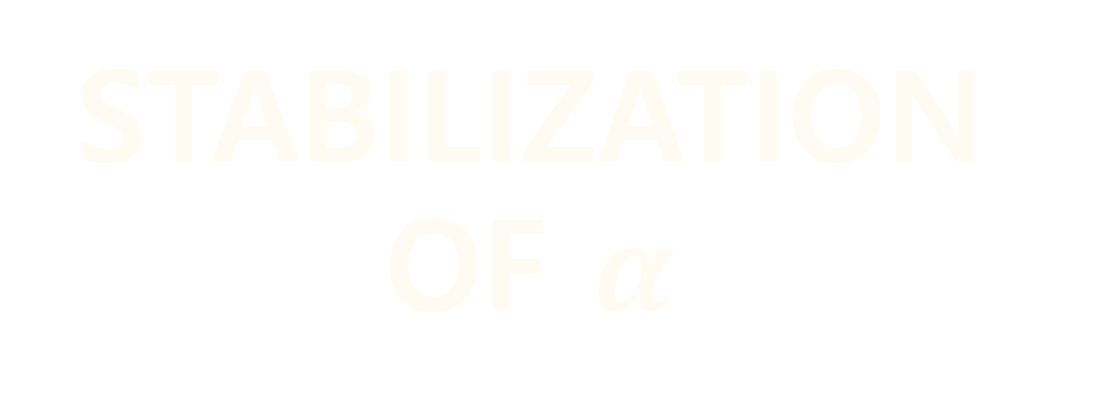 STABILIZATION
OF α